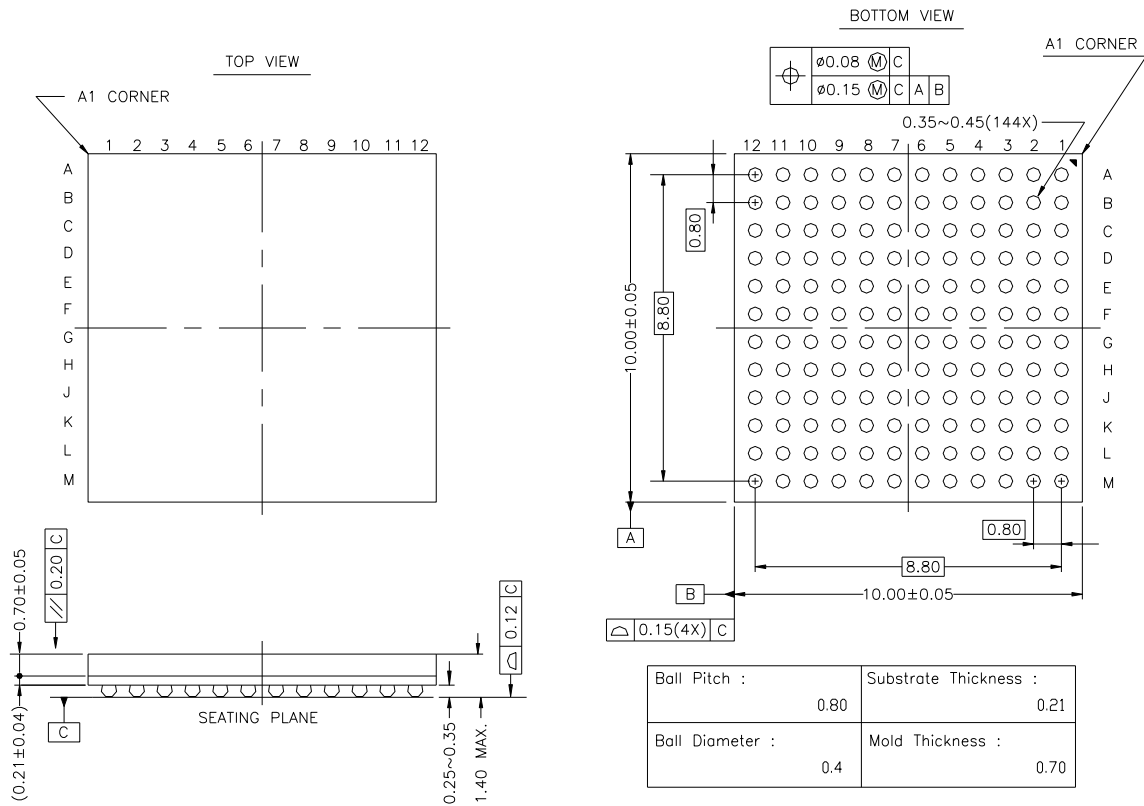 BOTTOM VIEW
TOP VIEW
A1 CORNER
A1 CORNER
ø0.08 Ⓜ C
ø0.15 Ⓜ C A B
0.35~0.45(144X)
1 2 3 4 5 6 7 8 9 10 11 12
A
B
C
D
E
F
G
H
J
K
L
M
12 11 10 9 8 7 6 5 4 3 2 1
A
B
C
D
E
F
G
H
J
K
L
M
0.80
8.80
10.00±0.05
A
0.80
8.80
B
10.00±0.05
0.15(4X) C
0.70±0.05
// 0.20 C
(0.21±0.04)
C
SEATING PLANE
0.25~0.35
1.40 MAX.
0.12 C
Ball Pitch :
0.80
Substrate Thickness :
0.21
Ball Diameter :
0.4
Mold Thickness :
0.70